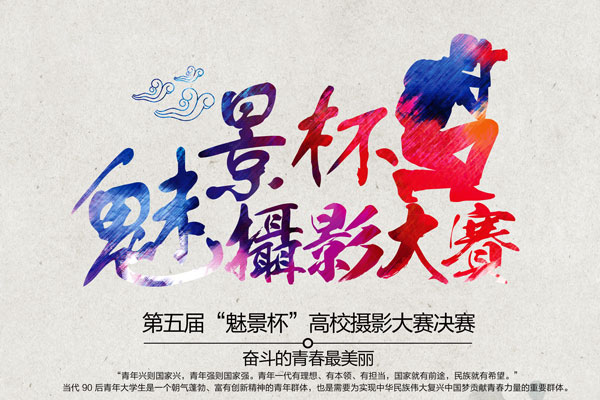 魅景杯
攝影大賽
第五届“魅景杯”高校摄影大赛决赛
奋斗的青春最美丽
“青年兴则国家兴，青年强则国家强。青年一代有理想、有本领、有担当，国家就有前途，民族就有希望。”
当代 90 后青年大学生是一个朝气蓬勃、富有创新精神的青年群体，也是需要为实现中华民族伟大复兴中国梦贡献青春力量的重要群体。